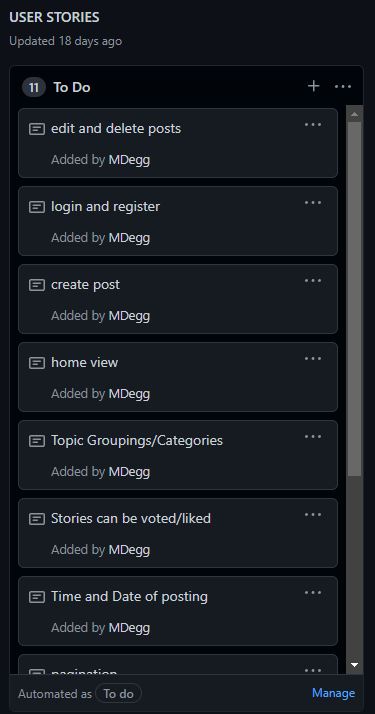 USER STORIES
Updated 18 days ago
11 To Do
edit and delete posts
Added by MDegg
login and register
Added by MDegg
create post
Added by MDegg
home view
Added by MDegg
Topic Groupings/Categories
Added by MDegg
Stories can be voted/liked
Added by MDegg
Time and Date of posting
Added by MDegg
pagination
Automated as To do Manage